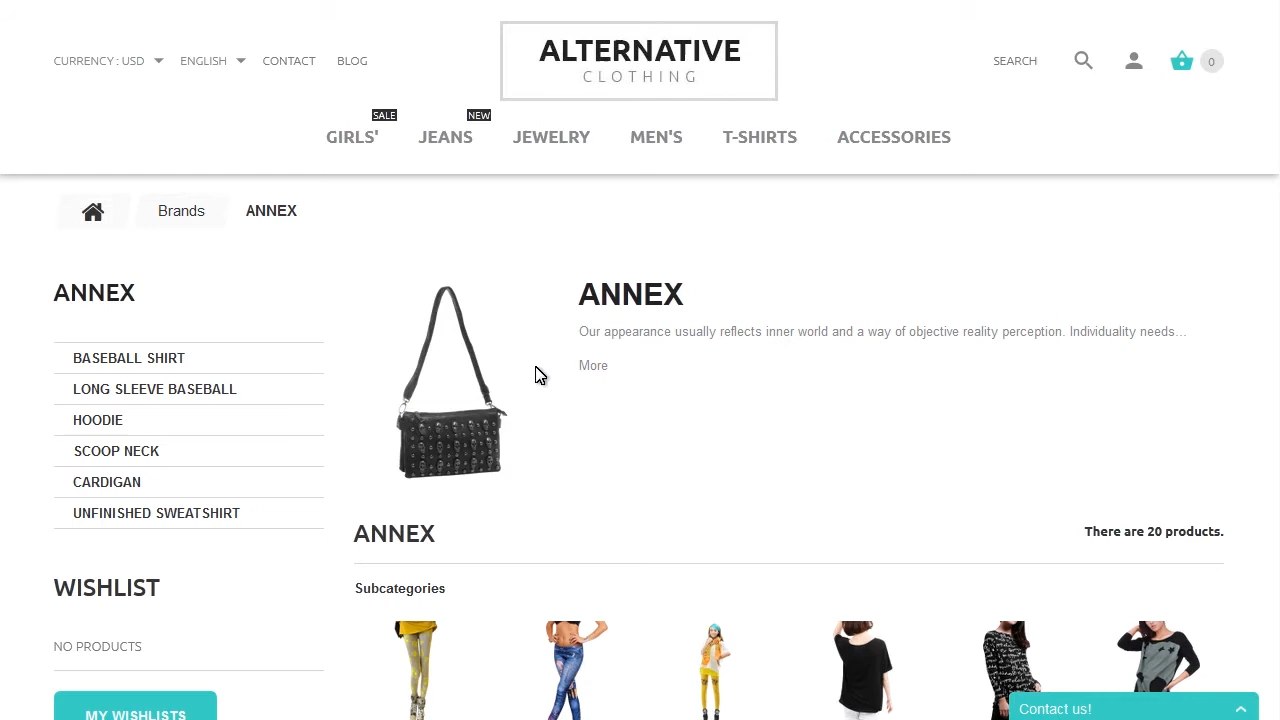 CURRENCY : USD
ENGLISH
CONTACT
BLOG
ALTERNATIVE
CLOTHING
SEARCH
0
SALE
NEW
GIRLS'
JEANS
JEWELRY
MEN'S
T-SHIRTS
ACCESSORIES
Brands
ANNEX
ANNEX
BASEBALL SHIRT
LONG SLEEVE BASEBALL
HOODIE
SCOOP NECK
CARDIGAN
UNFINISHED SWEATSHIRT
WISHLIST
NO PRODUCTS
MY WISHLISTS
ANNEX
Our appearance usually reflects inner world and a way of objective reality perception. Individuality needs...
More
ANNEX
There are 20 products.
Subcategories
Contact us!